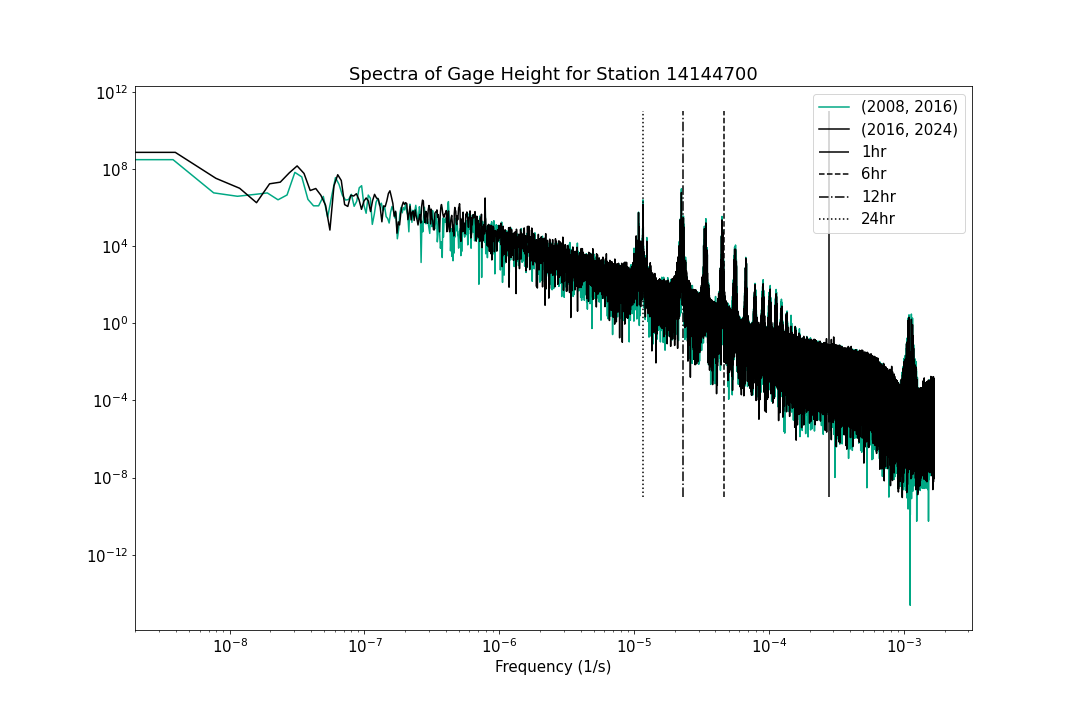 Spectra of Gage Height for Station 14144700
10^12
10^8
10^4
10^0
10^−4
10^−8
10^−12
(2008, 2016)
(2016, 2024)
1hr
6hr
12hr
24hr
10^−8 10^−7 10^−6 10^−5 10^−4 10^−3
Frequency (1/s)